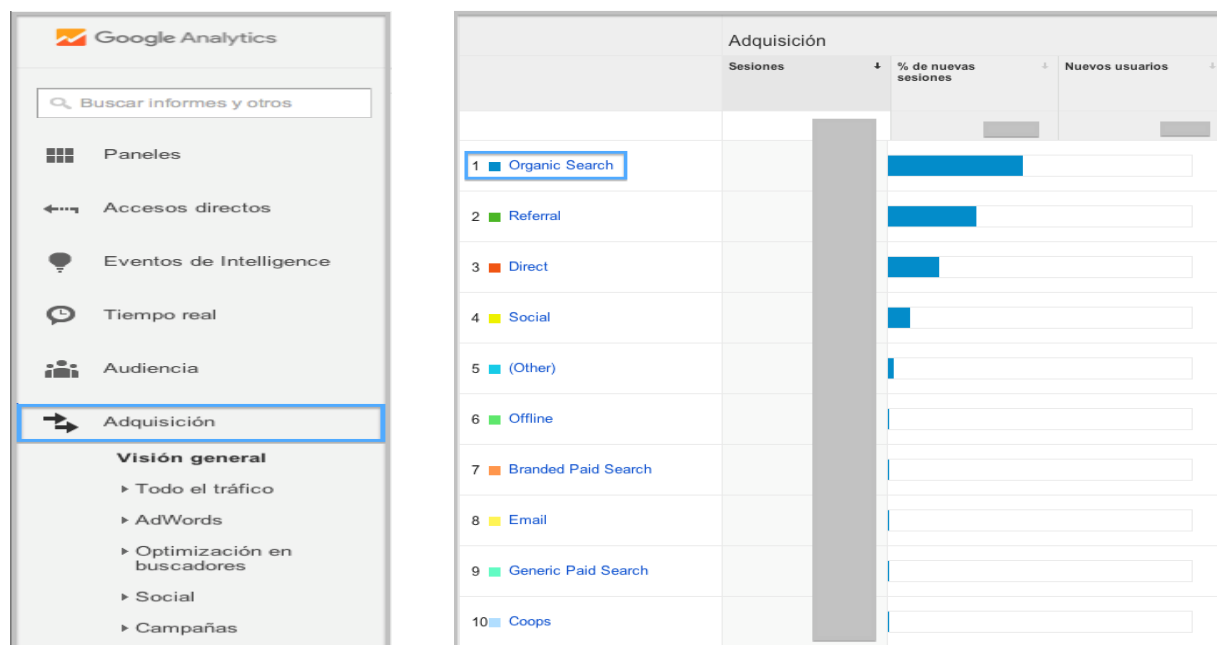 Google Analytics
Buscar informes y otros
Paneles
Accesos directos
Eventos de Intelligence
Tiempo real
Audiencia
Adquisición
Visión general
Todo el tráfico
AdWords
Optimización en
buscadores
Social
Campañas
Adquisición
Sesiones
% de nuevas
sesiones
Nuevos usuarios
1 Organic Search
2 Referral
3 Direct
4 Social
5 (Other)
6 Offline
7 Branded Paid Search
8 Email
9 Generic Paid Search
10 Coops